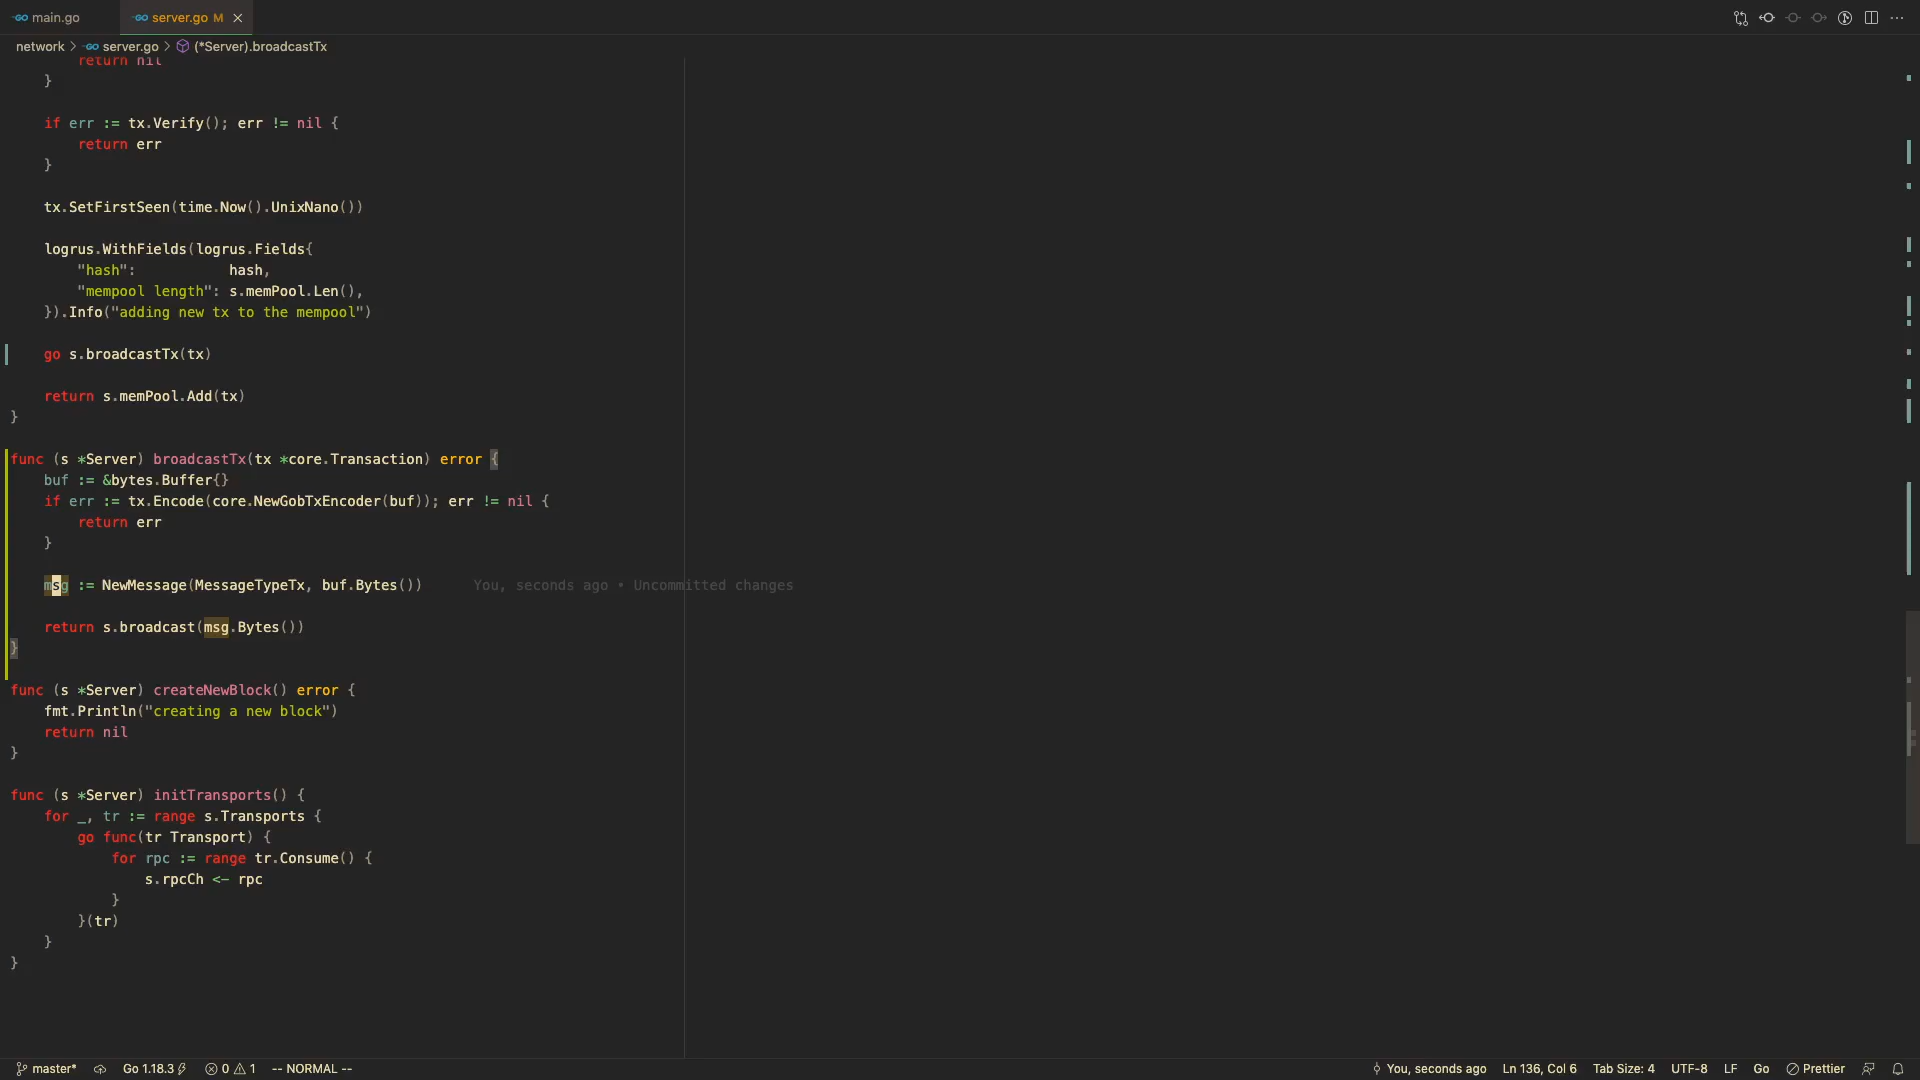 main.go
server.go M
network > server.go > (*Server).broadcastTx
return nil
}
if err := tx.Verify(); err != nil {
return err
}
tx.SetFirstSeen(time.Now().UnixNano())
logrus.WithFields(logrus.Fields{
"hash": hash,
"mempool length": s.memPool.Len(),
}).Info("adding new tx to the mempool")
go s.broadcastTx(tx)
return s.memPool.Add(tx)
}
func (s *Server) broadcastTx(tx *core.Transaction) error {
buf := &bytes.Buffer{}
if err := tx.Encode(core.NewGobTxEncoder(buf)); err != nil {
return err
}
msg := NewMessage(MessageTypeTx, buf.Bytes()) You, seconds ago • Uncommitted changes
return s.broadcast(msg.Bytes())
}
func (s *Server) createNewBlock() error {
fmt.Println("creating a new block")
return nil
}
func (s *Server) initTransports() {
for _, tr := range s.Transports {
go func(tr Transport) {
for rpc := range tr.Consume() {
s.rpcCh <- rpc
}
}(tr)
}
}
master* Go 1.18.3 0 1 -- NORMAL -- You, seconds ago Ln 136, Col 6 Tab Size: 4 UTF-8 LF Go Prettier